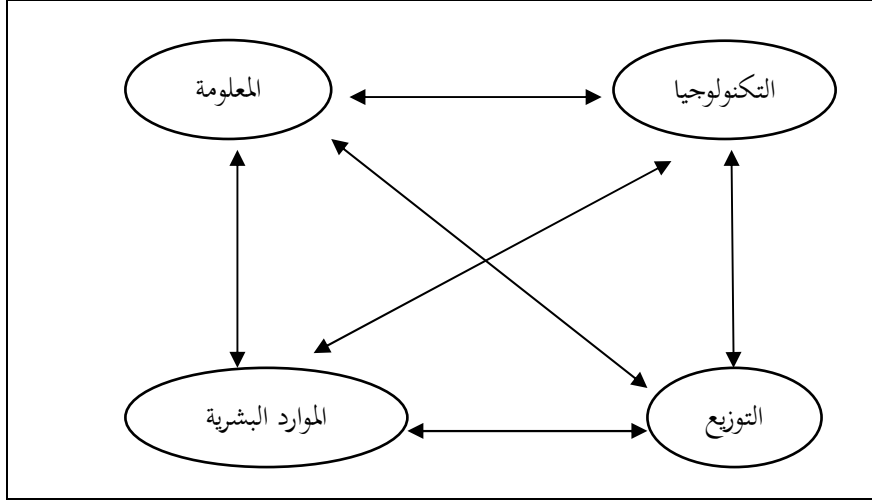 التكنولوجيا
المعلومة
التوزيع
الموارد البشرية